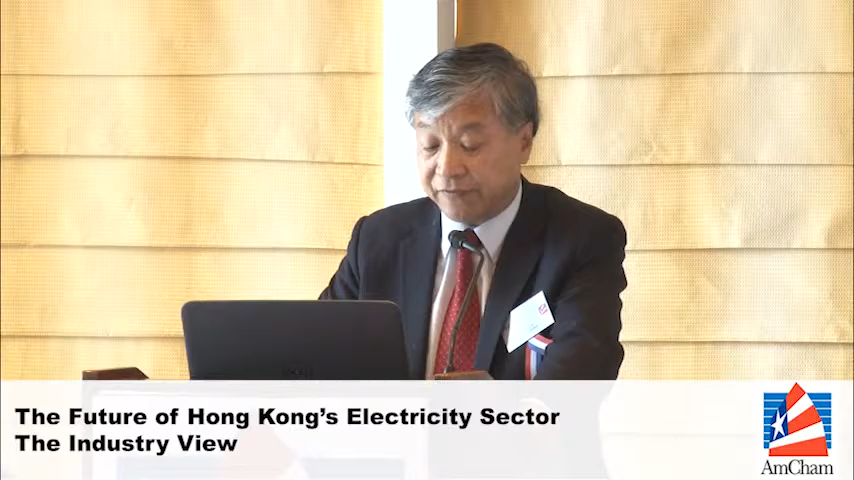 The Future of Hong Kong's Electricity Sector
The Industry View
AmCham